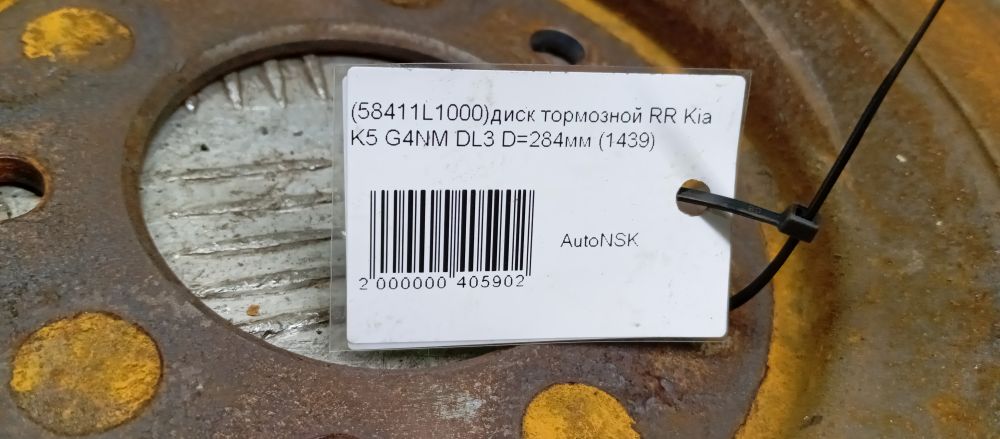 (58411L1000)диск тормозной RR Kia
K5 G4NM DL3 D=284мм (1439)
AutoNSK
2 000000 405902